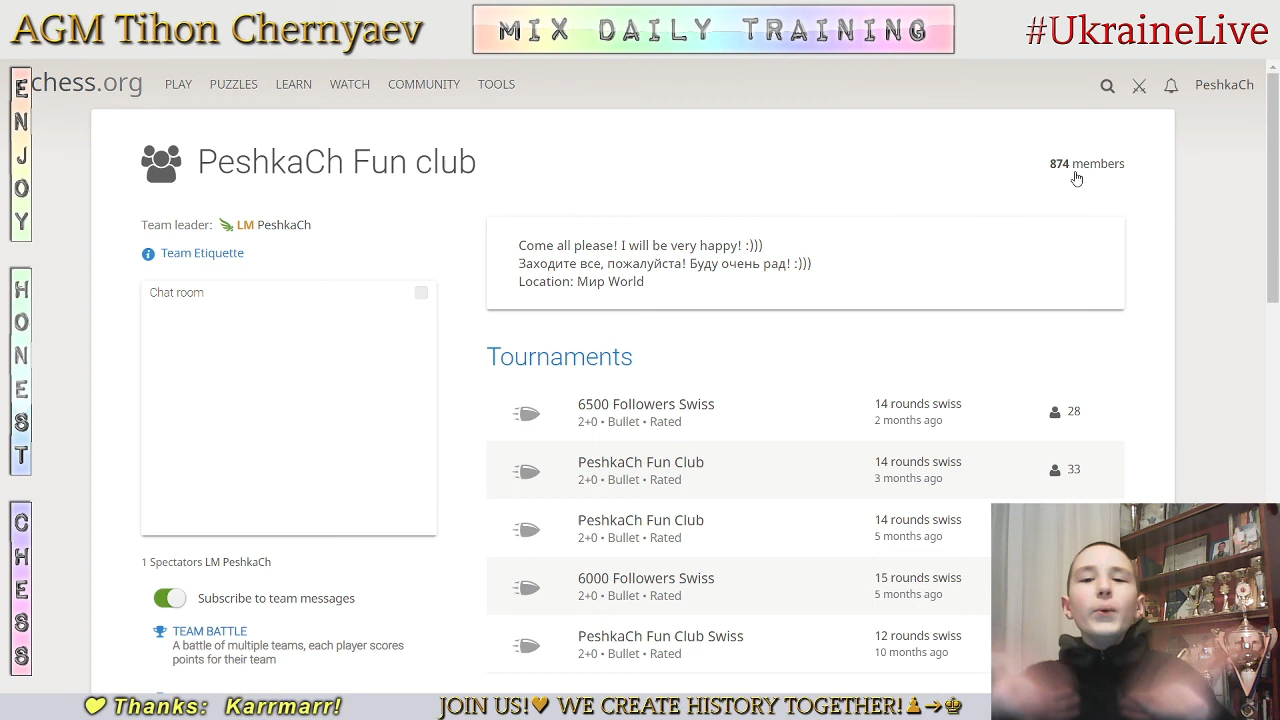 AGM Tihon Chernyaev
MIX DAILY TRAINING
#UkraineLive
ENJOY
HONEST
CHESS
chess.org
PLAY
PUZZLES
LEARN
WATCH
COMMUNITY
TOOLS
PeshkaCh
PeshkaCh Fun club
874 members
Team leader: LM PeshkaCh
Team Etiquette
Chat room
1 Spectators LM PeshkaCh
Subscribe to team messages
TEAM BATTLE
A battle of multiple teams, each player scores
points for their team
Come all please! I will be very happy! :)))
Заходите все, пожалуйста! Буду очень рад! :)))
Location: Мир World
Tournaments
6500 Followers Swiss
2+0 • Bullet • Rated
14 rounds swiss
2 months ago
28
PeshkaCh Fun Club
2+0 • Bullet • Rated
14 rounds swiss
3 months ago
33
PeshkaCh Fun Club
2+0 • Bullet • Rated
14 rounds swiss
5 months ago
6000 Followers Swiss
2+0 • Bullet • Rated
15 rounds swiss
5 months ago
PeshkaCh Fun Club Swiss
2+0 • Bullet • Rated
12 rounds swiss
10 months ago
Thanks: Karrmarr!
JOIN US! WE CREATE HISTORY TOGETHER!